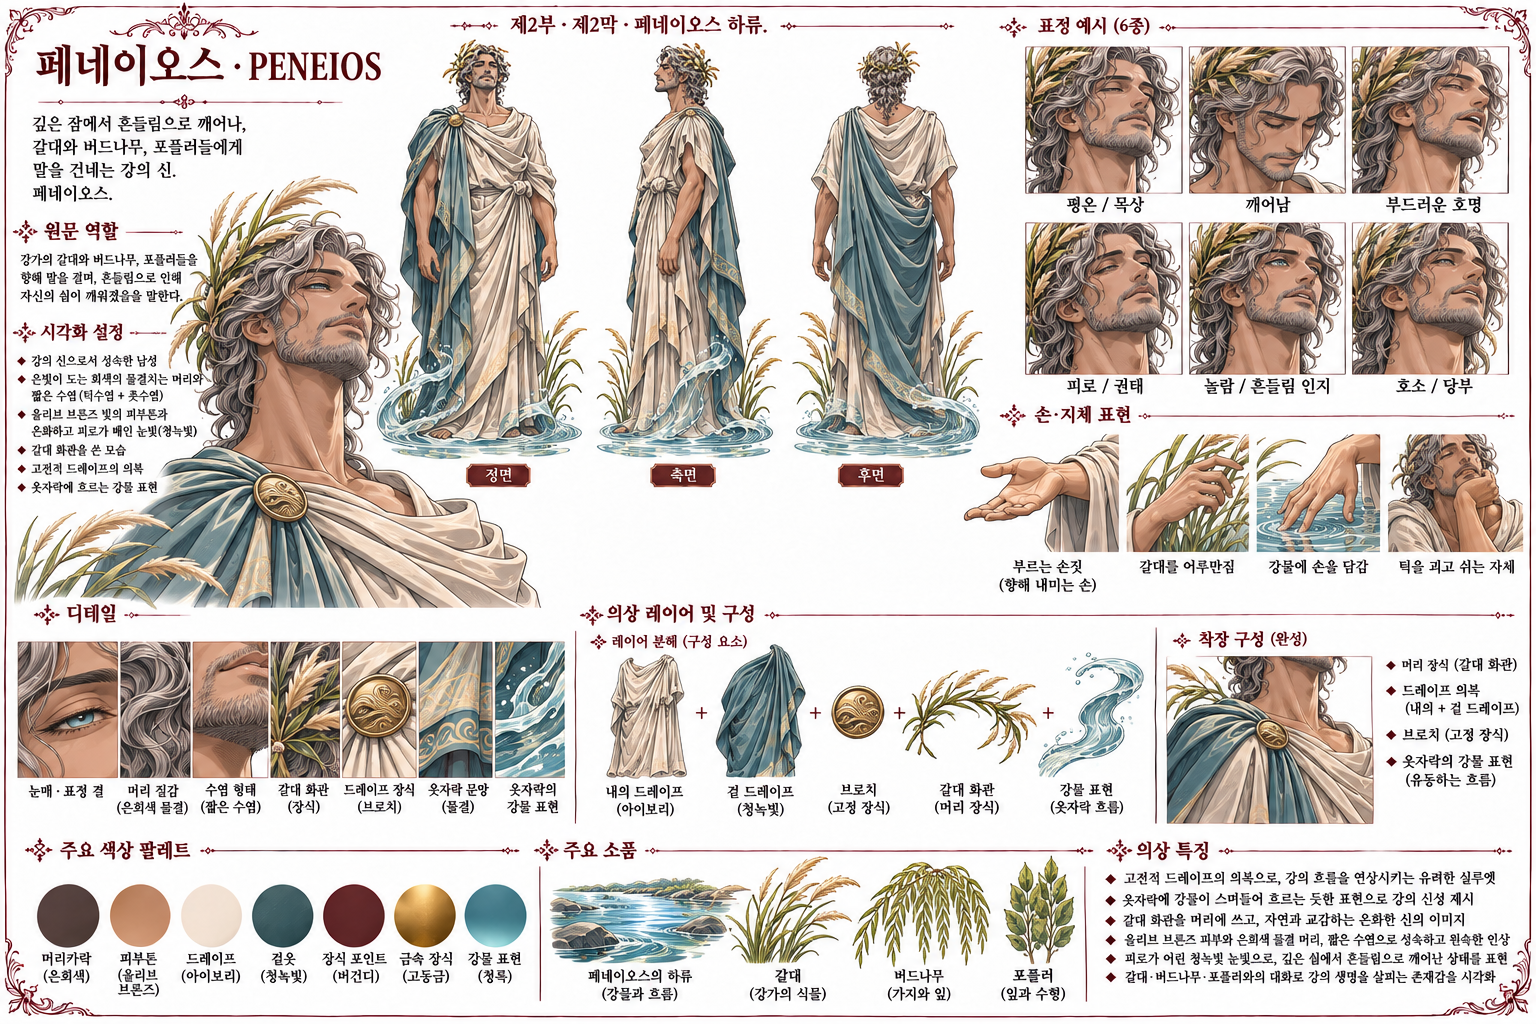 제2부 · 제2막 · 페네이오스 하류.
페네이오스 · PENEIOS
깊은 잠에서 흔들림으로 깨어나,
갈대와 버드나무, 포플러들에게
말을 건네는 강의 신.
페네이오스.
원문 역할
강가의 갈대와 버드나무, 포플러들을
향해 말을 걸며, 흔들림으로 인해
자신의 쉼이 깨워졌음을 말한다.
시각화 설정
강의 신으로서 성숙한 남성
은빛이 도는 회색의 물결치는 머리와
짧은 수염 (턱수염 + 콧수염)
올리브 브론즈 빛의 피부톤과
온화하고 피로가 배인 눈빛(청녹빛)
갈대 화관을 쓴 모습
고전적 드레이프의 의복
옷자락에 흐르는 강물 표현
정면
측면
후면
표정 예시 (6종)
평온 / 묵상
깨어남
부드러운 호명
피로 / 권태
놀람 / 흔들림 인지
호소 / 당부
손·지체 표현
부르는 손짓
(향해 내미는 손)
갈대를 어루만짐
강물에 손을 담감
턱을 괴고 쉬는 자체
디테일
눈매 · 표정 결
머리 질감
(은회색 물결)
수염 형태
(짧은 수염)
갈대 화관
(장식)
드레이프 장식
(브로치)
옷자락 문양
(물결)
옷자락의
강물 표현
의상 레이어 및 구성
레이어 분해 (구성 요소)
+
+
+
+
내의 드레이프
(아이보리)
겉 드레이프
(청녹빛)
브로치
(고정 장식)
갈대 화관
(머리 장식)
강물 표현
(옷자락 흐름)
착장 구성 (완성)
머리 장식 (갈대 화관)
드레이프 의복
(내의 + 겉 드레이프)
브로치 (고정 장식)
옷자락의 강물 표현
(유동하는 흐름)
주요 색상 팔레트
머리카락
(은회색)
피부톤
(올리브
브론즈)
드레이프
(아이보리)
겉옷
(청녹빛)
장식 포인트
(버건디)
금속 장식
(고동금)
강물 표현
(청록)
주요 소품
페네이오스의 하류
(강물과 흐름)
갈대
(강가의 식물)
버드나무
(가지와 잎)
포플러
(잎과 수형)
의상 특징
고전적 드레이프의 의복으로, 강의 흐름을 연상시키는 유려한 실루엣
옷자락에 강물이 스며들어 흐르는 듯한 표현으로 강의 신성 제시
갈대 화관을 머리에 쓰고, 자연과 교감하는 온화한 신의 이미지
올리브 브론즈 피부와 은회색 물결 머리, 짧은 수염으로 성숙하고 원숙한 인상
피로가 어린 청녹빛 눈빛으로, 깊은 쉼에서 흔들림으로 깨어난 상태를 표현
갈대·버드나무·포플러와의 대화로 강의 생명을 살피는 존재감을 시각화